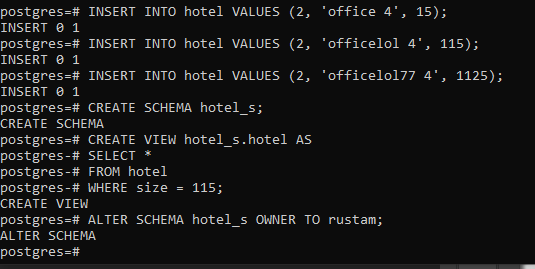 postgres=# INSERT INTO hotel VALUES (2, 'office 4', 15);
INSERT 0 1
postgres=# INSERT INTO hotel VALUES (2, 'officelol 4', 115);
INSERT 0 1
postgres=# INSERT INTO hotel VALUES (2, 'officelol77 4', 1125);
INSERT 0 1
postgres=# CREATE SCHEMA hotel_s;
CREATE SCHEMA
postgres=# CREATE VIEW hotel_s.hotel AS
postgres-# SELECT *
postgres-# FROM hotel
postgres-# WHERE size = 115;
CREATE VIEW
postgres=# ALTER SCHEMA hotel_s OWNER TO rustam;
ALTER SCHEMA
postgres=#